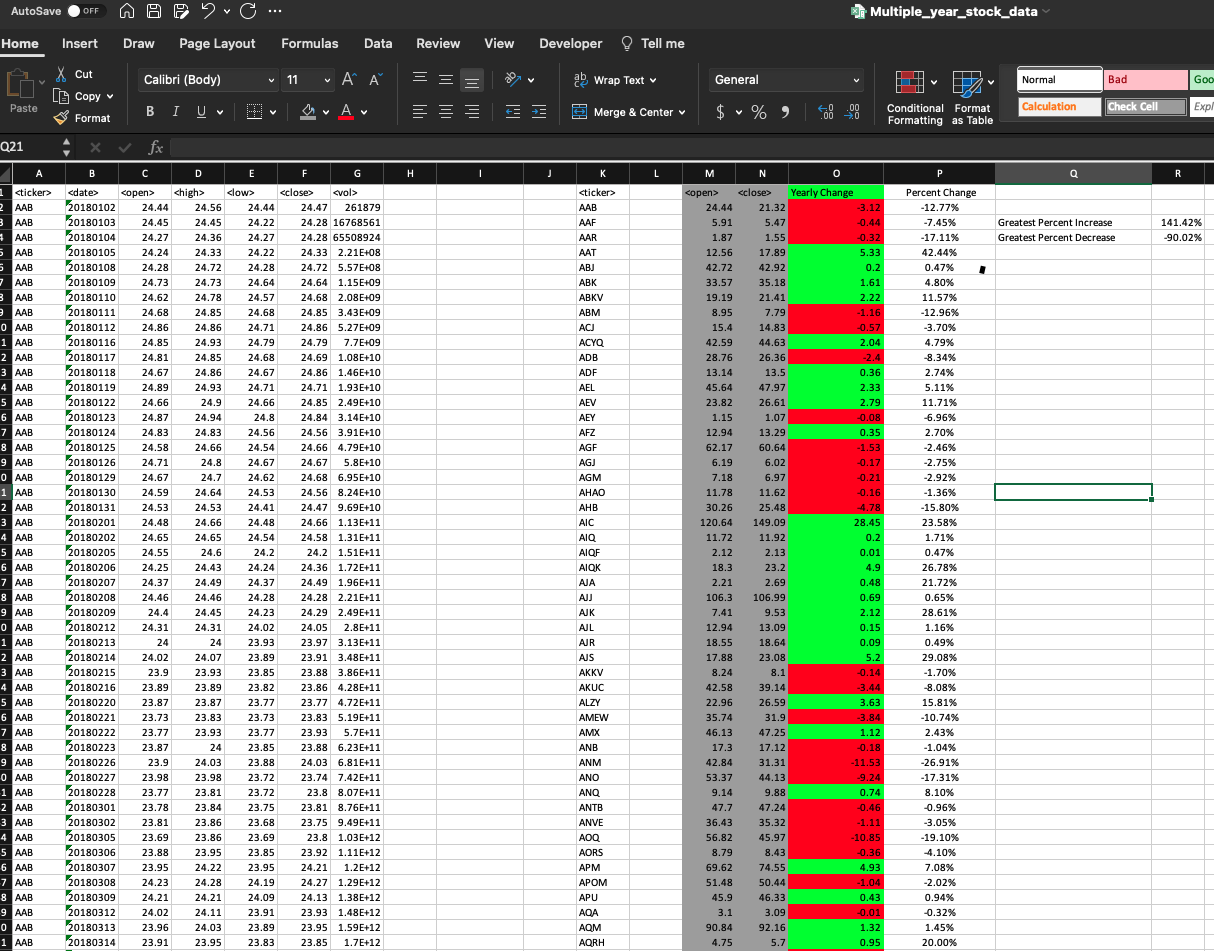 AutoSave OFF Multiple_year_stock_data
Home Insert Draw Page Layout Formulas Data Review View Developer Tell me
Paste Cut Copy Format
Calibri (Body) 11 A A
B I U A
ab Wrap Text
Merge & Center
General
$ % 
Conditional Formatting
Format as Table
Normal Bad Goo
Calculation Check Cell Expl
Q21 fx
A B C D E F G H I J K L M N O P Q R
<ticker> <date> <open> <high> <low> <close> <vol> <ticker> <open> <close> Yearly Change Percent Change
AAB 20180102 24.44 24.56 24.44 24.47 261879 AAB 24.44 21.32 -3.12 -12.77%
AAB 20180103 24.45 24.45 24.22 24.28 16768561 AAF 5.91 5.47 -0.44 -7.45% Greatest Percent Increase 141.42%
AAB 20180104 24.27 24.36 24.27 24.28 65508924 AAR 1.87 1.55 -0.32 -17.11% Greatest Percent Decrease -90.02%
AAB 20180105 24.24 24.33 24.22 24.33 2.21E+08 AAT 12.56 17.89 5.33 42.44%
AAB 20180108 24.28 24.72 24.28 24.72 5.57E+08 ABJ 42.72 42.92 0.2 0.47%
AAB 20180109 24.73 24.73 24.64 24.64 1.15E+09 ABK 33.57 35.18 1.61 4.80%
AAB 20180110 24.62 24.78 24.57 24.68 2.08E+09 ABKV 19.19 21.41 2.22 11.57%
AAB 20180111 24.68 24.85 24.68 24.85 3.43E+09 ABM 8.95 7.79 -1.16 -12.96%
AAB 20180112 24.86 24.86 24.71 24.86 5.27E+09 ACJ 15.4 14.83 -0.57 -3.70%
AAB 20180116 24.85 24.93 24.79 24.79 7.7E+09 ACYQ 42.59 44.63 2.04 4.79%
AAB 20180117 24.81 24.85 24.68 24.69 1.08E+10 ADB 28.76 26.36 -2.4 -8.34%
AAB 20180118 24.67 24.86 24.67 24.86 1.46E+10 ADF 13.14 13.5 0.36 2.74%
AAB 20180119 24.89 24.93 24.71 24.71 1.93E+10 AEL 45.64 47.97 2.33 5.11%
AAB 20180122 24.66 24.9 24.66 24.85 2.49E+10 AEV 23.82 26.61 2.79 11.71%
AAB 20180123 24.87 24.94 24.8 24.84 3.14E+10 AEY 1.15 1.07 -0.08 -6.96%
AAB 20180124 24.83 24.83 24.56 24.56 3.91E+10 AFZ 12.94 13.29 0.35 2.70%
AAB 20180125 24.58 24.66 24.54 24.66 4.79E+10 AGF 62.17 60.64 -1.53 -2.46%
AAB 20180126 24.71 24.8 24.67 24.67 5.8E+10 AGJ 6.19 6.02 -0.17 -2.75%
AAB 20180129 24.67 24.7 24.62 24.68 6.95E+10 AGM 7.18 6.97 -0.21 -2.92%
AAB 20180130 24.59 24.64 24.53 24.56 8.24E+10 AHAO 11.78 11.62 -0.16 -1.36%
AAB 20180131 24.53 24.53 24.41 24.47 9.69E+10 AHB 30.26 25.48 -4.78 -15.80%
AAB 20180201 24.48 24.66 24.48 24.66 1.13E+11 AIC 120.64 149.09 28.45 23.58%
AAB 20180202 24.65 24.65 24.54 24.58 1.31E+11 AIQ 11.72 11.92 0.2 1.71%
AAB 20180205 24.55 24.6 24.2 24.2 1.51E+11 AIQF 2.12 2.13 0.01 0.47%
AAB 20180206 24.25 24.43 24.24 24.36 1.72E+11 AIQK 18.3 23.2 4.9 26.78%
AAB 20180207 24.37 24.49 24.37 24.49 1.96E+11 AJA 2.21 2.69 0.48 21.72%
AAB 20180208 24.46 24.46 24.28 24.28 2.21E+11 AJJ 106.3 106.99 0.69 0.65%
AAB 20180209 24.4 24.45 24.23 24.29 2.49E+11 AJK 7.41 9.53 2.12 28.61%
AAB 20180212 24.31 24.31 24.02 24.05 2.8E+11 AJL 12.94 13.09 0.15 1.16%
AAB 20180213 24 24 23.93 23.97 3.13E+11 AJR 18.55 18.64 0.09 0.49%
AAB 20180214 24.02 24.07 23.89 23.91 3.48E+11 AJS 17.88 23.08 5.2 29.08%
AAB 20180215 23.9 23.93 23.85 23.88 3.86E+11 AKKV 8.24 8.1 -0.14 -1.70%
AAB 20180216 23.89 23.89 23.82 23.86 4.28E+11 AKUC 42.58 39.14 -3.44 -8.08%
AAB 20180220 23.87 23.87 23.77 23.77 4.72E+11 ALZY 22.96 26.59 3.63 15.81%
AAB 20180221 23.73 23.83 23.73 23.83 5.19E+11 AMEW 35.74 31.9 -3.84 -10.74%
AAB 20180222 23.77 23.93 23.77 23.93 5.7E+11 AMX 46.13 47.25 1.12 2.43%
AAB 20180223 23.87 24 23.85 23.88 6.23E+11 ANB 17.3 17.12 -0.18 -1.04%
AAB 20180226 23.9 24.03 23.88 24.03 6.81E+11 ANM 42.84 31.31 -11.53 -26.91%
AAB 20180227 23.98 23.98 23.72 23.74 7.42E+11 ANO 53.37 44.13 -9.24 -17.31%
AAB 20180228 23.77 23.81 23.72 23.8 8.07E+11 ANQ 9.14 9.88 0.74 8.10%
AAB 20180301 23.78 23.84 23.75 23.81 8.76E+11 ANTB 47.7 47.24 -0.46 -0.96%
AAB 20180302 23.81 23.86 23.68 23.75 9.49E+11 ANVE 36.43 35.32 -1.11 -3.05%
AAB 20180305 23.69 23.86 23.69 23.8 1.03E+12 AOQ 56.82 45.97 -10.85 -19.10%
AAB 20180306 23.88 23.95 23.85 23.92 1.11E+12 AORS 8.79 8.43 -0.36 -4.10%
AAB 20180307 23.95 24.22 23.95 24.21 1.2E+12 APM 69.62 74.55 4.93 7.08%
AAB 20180308 24.23 24.28 24.19 24.27 1.29E+12 APOM 51.48 50.44 -1.04 -2.02%
AAB 20180309 24.21 24.21 24.09 24.13 1.38E+12 APU 45.9 46.33 0.43 0.94%
AAB 20180312 24.02 24.11 23.91 23.93 1.48E+12 AQA 3.1 3.09 -0.01 -0.32%
AAB 20180313 23.96 24.03 23.89 23.95 1.59E+12 AQM 90.84 92.16 1.32 1.45%
AAB 20180314 23.91 23.95 23.83 23.85 1.7E+12 AQRH 4.75 5.7 0.95 20.00%